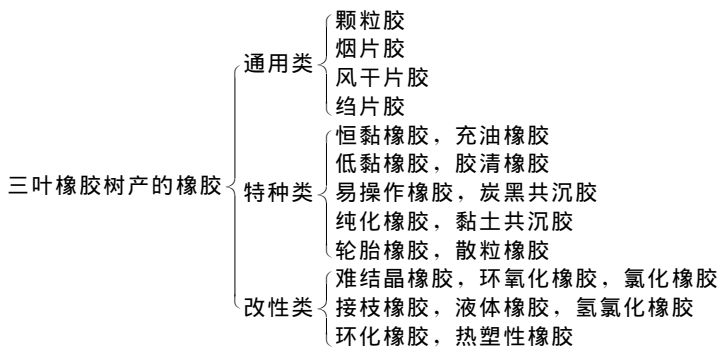 三叶橡胶树产的橡胶
通用类
颗粒胶
烟片胶
风干片胶
绉片胶
特种类
恒黏橡胶，充油橡胶
低黏橡胶，胶清橡胶
易操作橡胶，炭黑共沉胶
纯化橡胶，黏土共沉胶
轮胎橡胶，散粒橡胶
改性类
难结晶橡胶，环氧化橡胶，氯化橡胶
接枝橡胶，液体橡胶，氢氯化橡胶
环化橡胶，热塑性橡胶